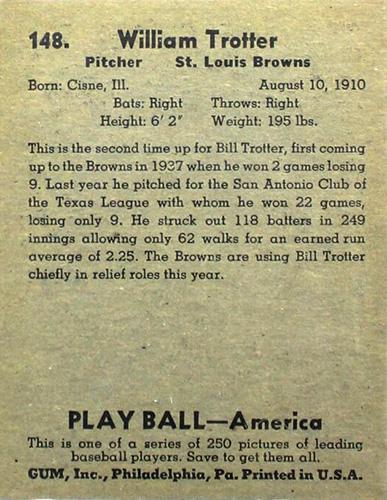 148. William Trotter
Pitcher St. Louis Browns
Born: Cisne, Ill. August 10, 1910
Bats: Right Throws: Right
Height: 6' 2" Weight: 195 lbs.
This is the second time up for Bill Trotter, first coming
up to the Browns in 1937 when he won 2 games losing
9. Last year he pitched for the San Antonio Club of
the Texas League with whom he won 22 games,
losing only 9. He struck out 118 batters in 249
innings allowing only 62 walks for an earned run
average of 2.25. The Browns are using Bill Trotter
chiefly in relief roles this year.
PLAY BALL—America
This is one of a series of 250 pictures of leading
baseball players. Save to get them all.
GUM, Inc., Philadelphia, Pa. Printed in U.S.A.